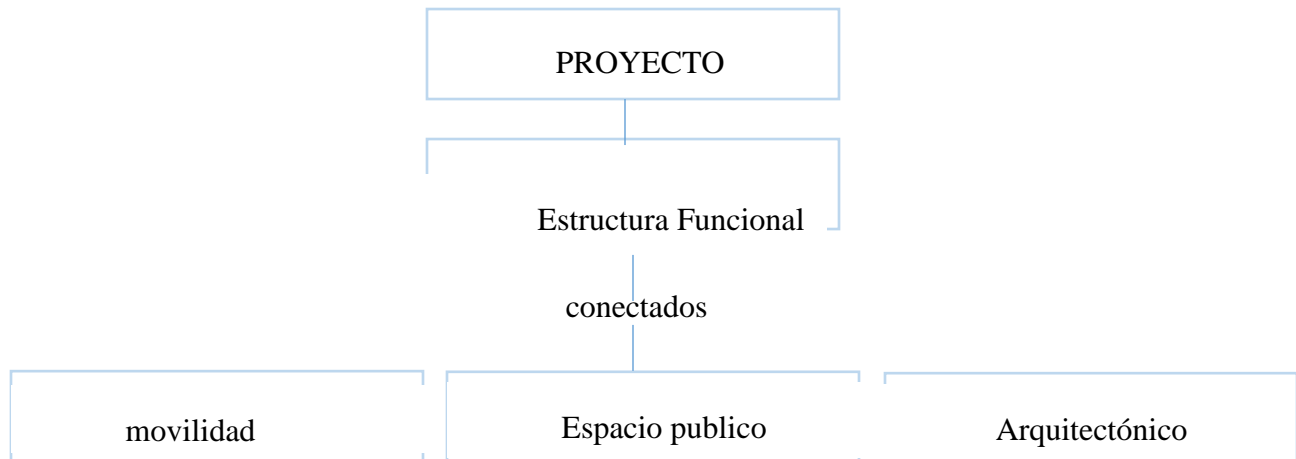 PROYECTO
Estructura Funcional
conectados
movilidad
Espacio publico
Arquitectónico